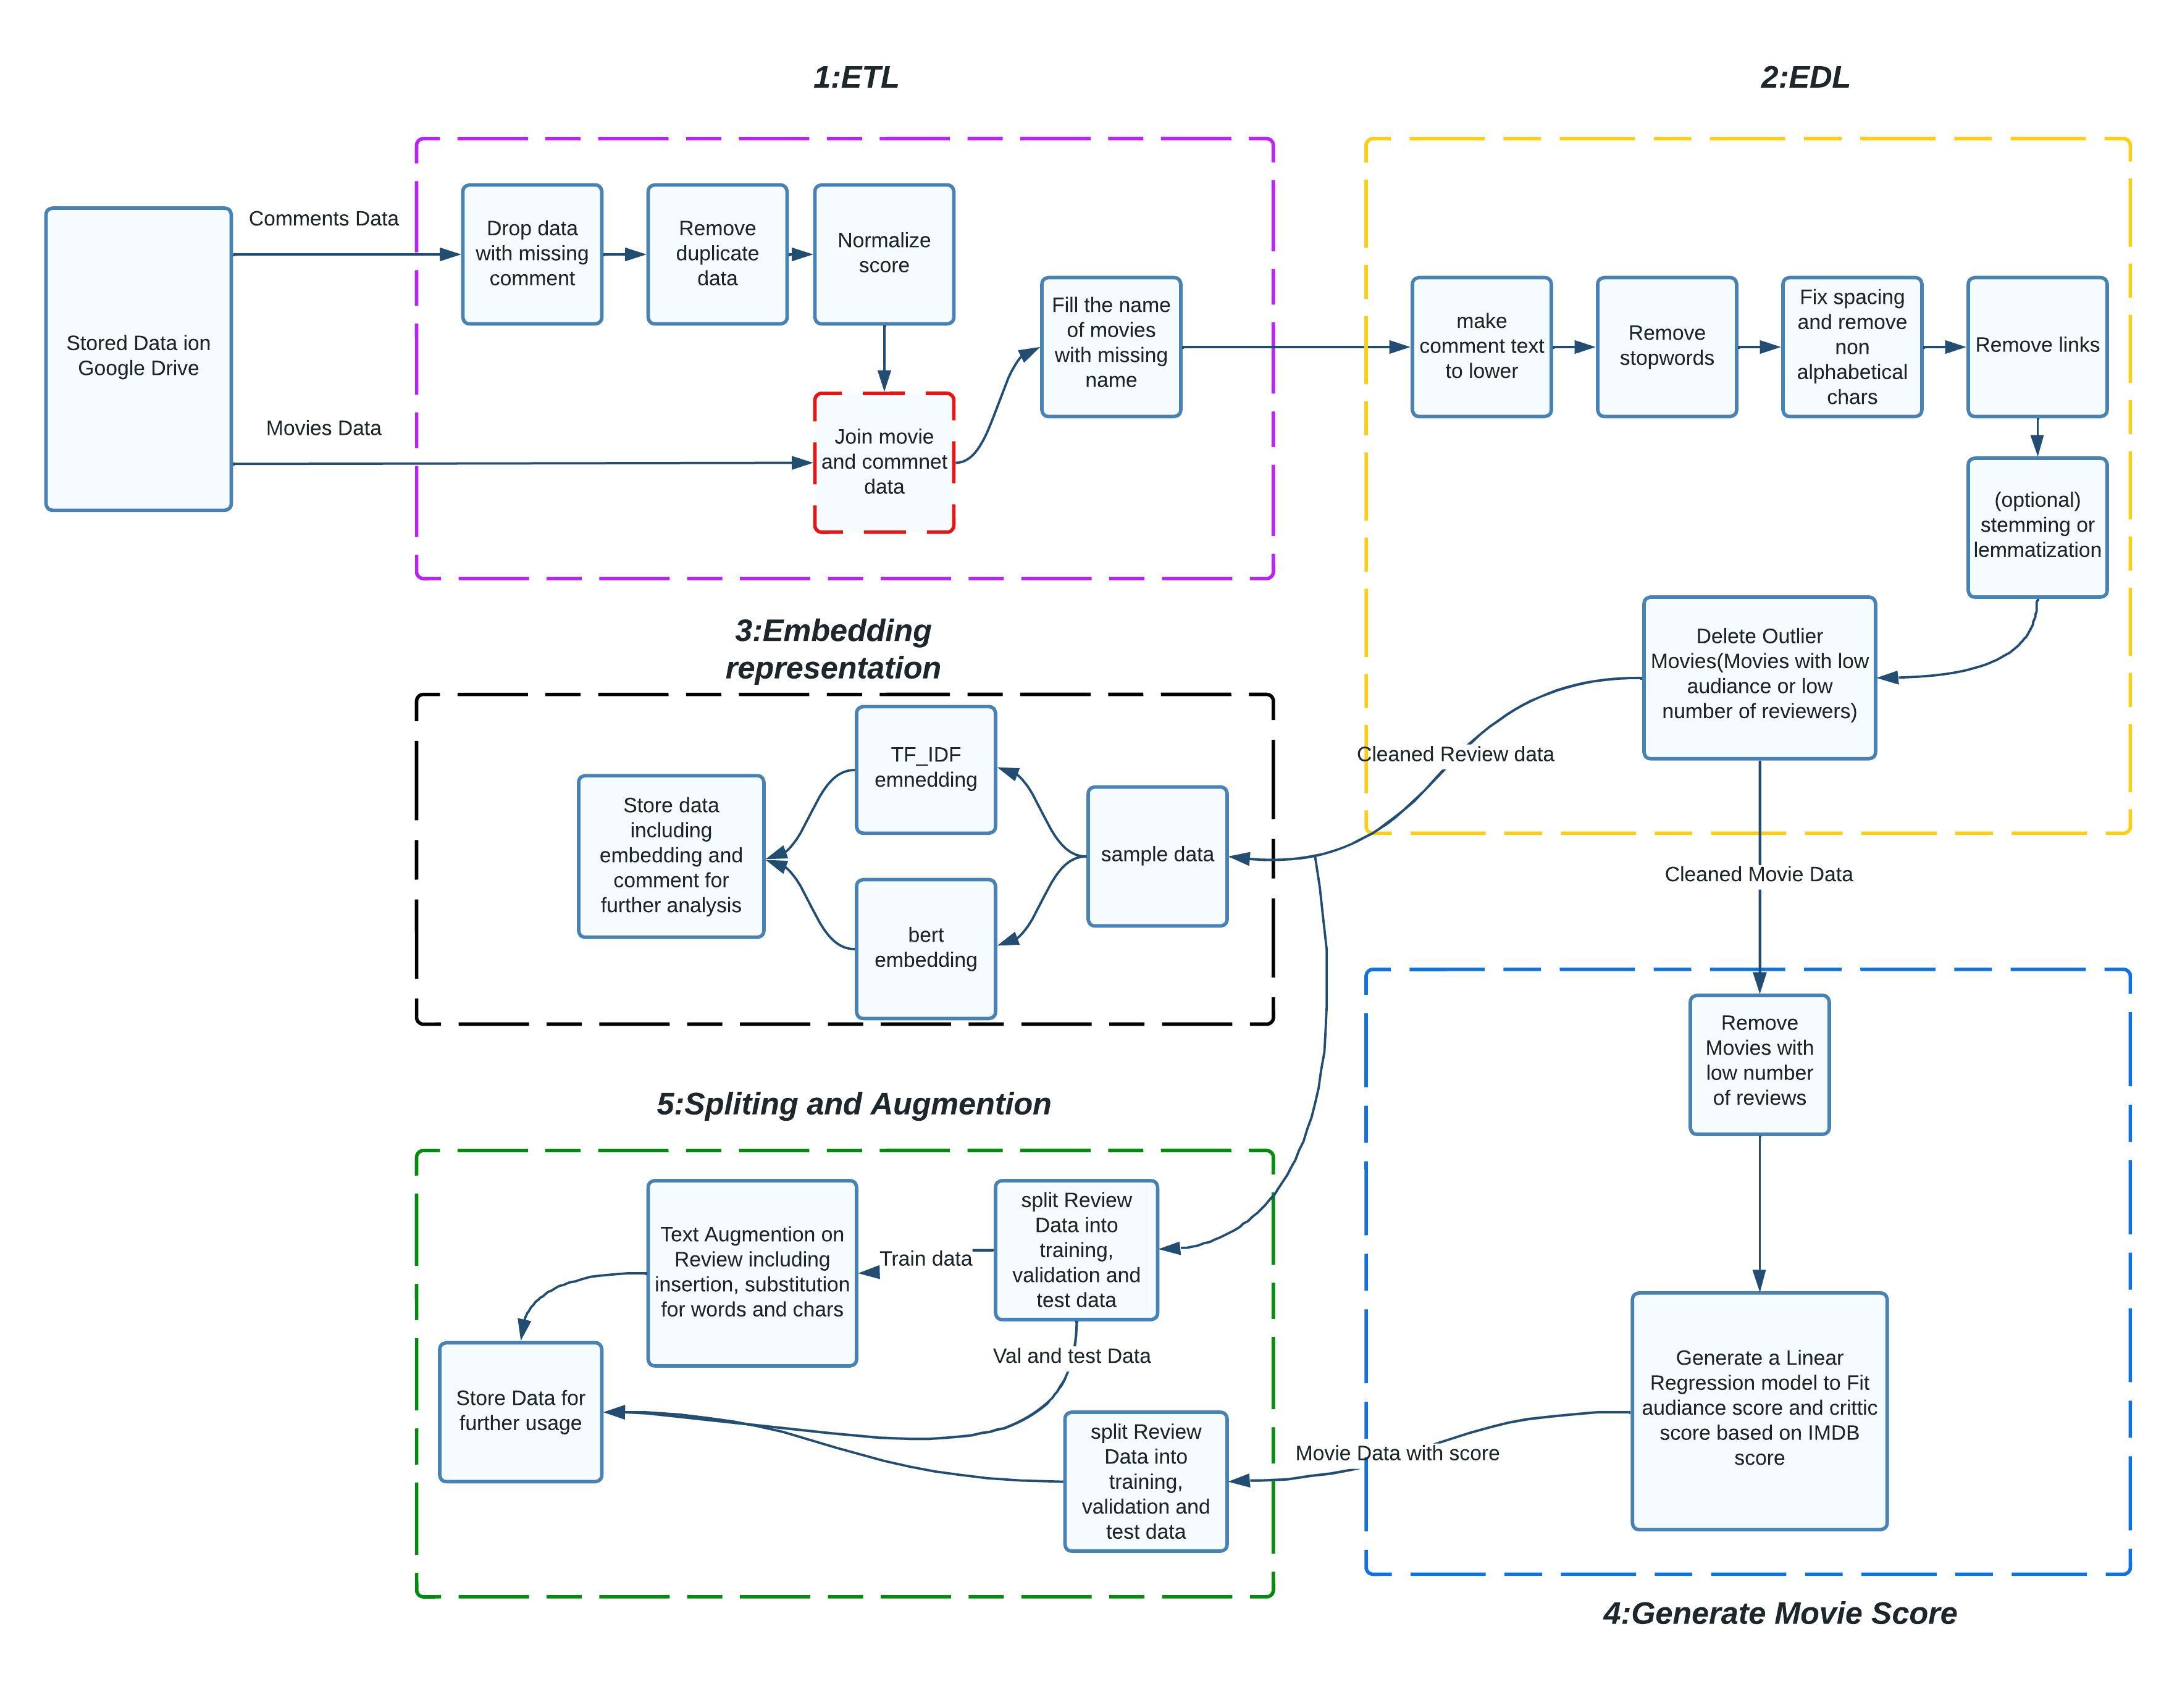 1:ETL
2:EDL
Stored Data ion
Google Drive
Comments Data
Movies Data
Drop data
with missing
comment
Remove
duplicate
data
Normalize
score
Join movie
and commnet
data
Fill the name
of movies
with missing
name
make
comment text
to lower
Remove
stopwords
Fix spacing
and remove
non
alphabetical
chars
Remove links
(optional)
stemming or
lemmatization
Delete Outlier
Movies(Movies with low
audiance or low
number of reviewers)
Cleaned Review data
Cleaned Movie Data
3:Embedding
representation
sample data
TF_IDF
emnedding
bert
embedding
Store data
including
embedding and
comment for
further analysis
Remove
Movies with
low number
of reviews
Generate a Linear
Regression model to Fit
audiance score and crittic
score based on IMDB
score
4:Generate Movie Score
Movie Data with score
5:Spliting and Augmention
split Review
Data into
training,
validation and
test data
Train data
Text Augmention on
Review including
insertion, substitution
for words and chars
Val and test Data
split Review
Data into
training,
validation and
test data
Store Data for
further usage